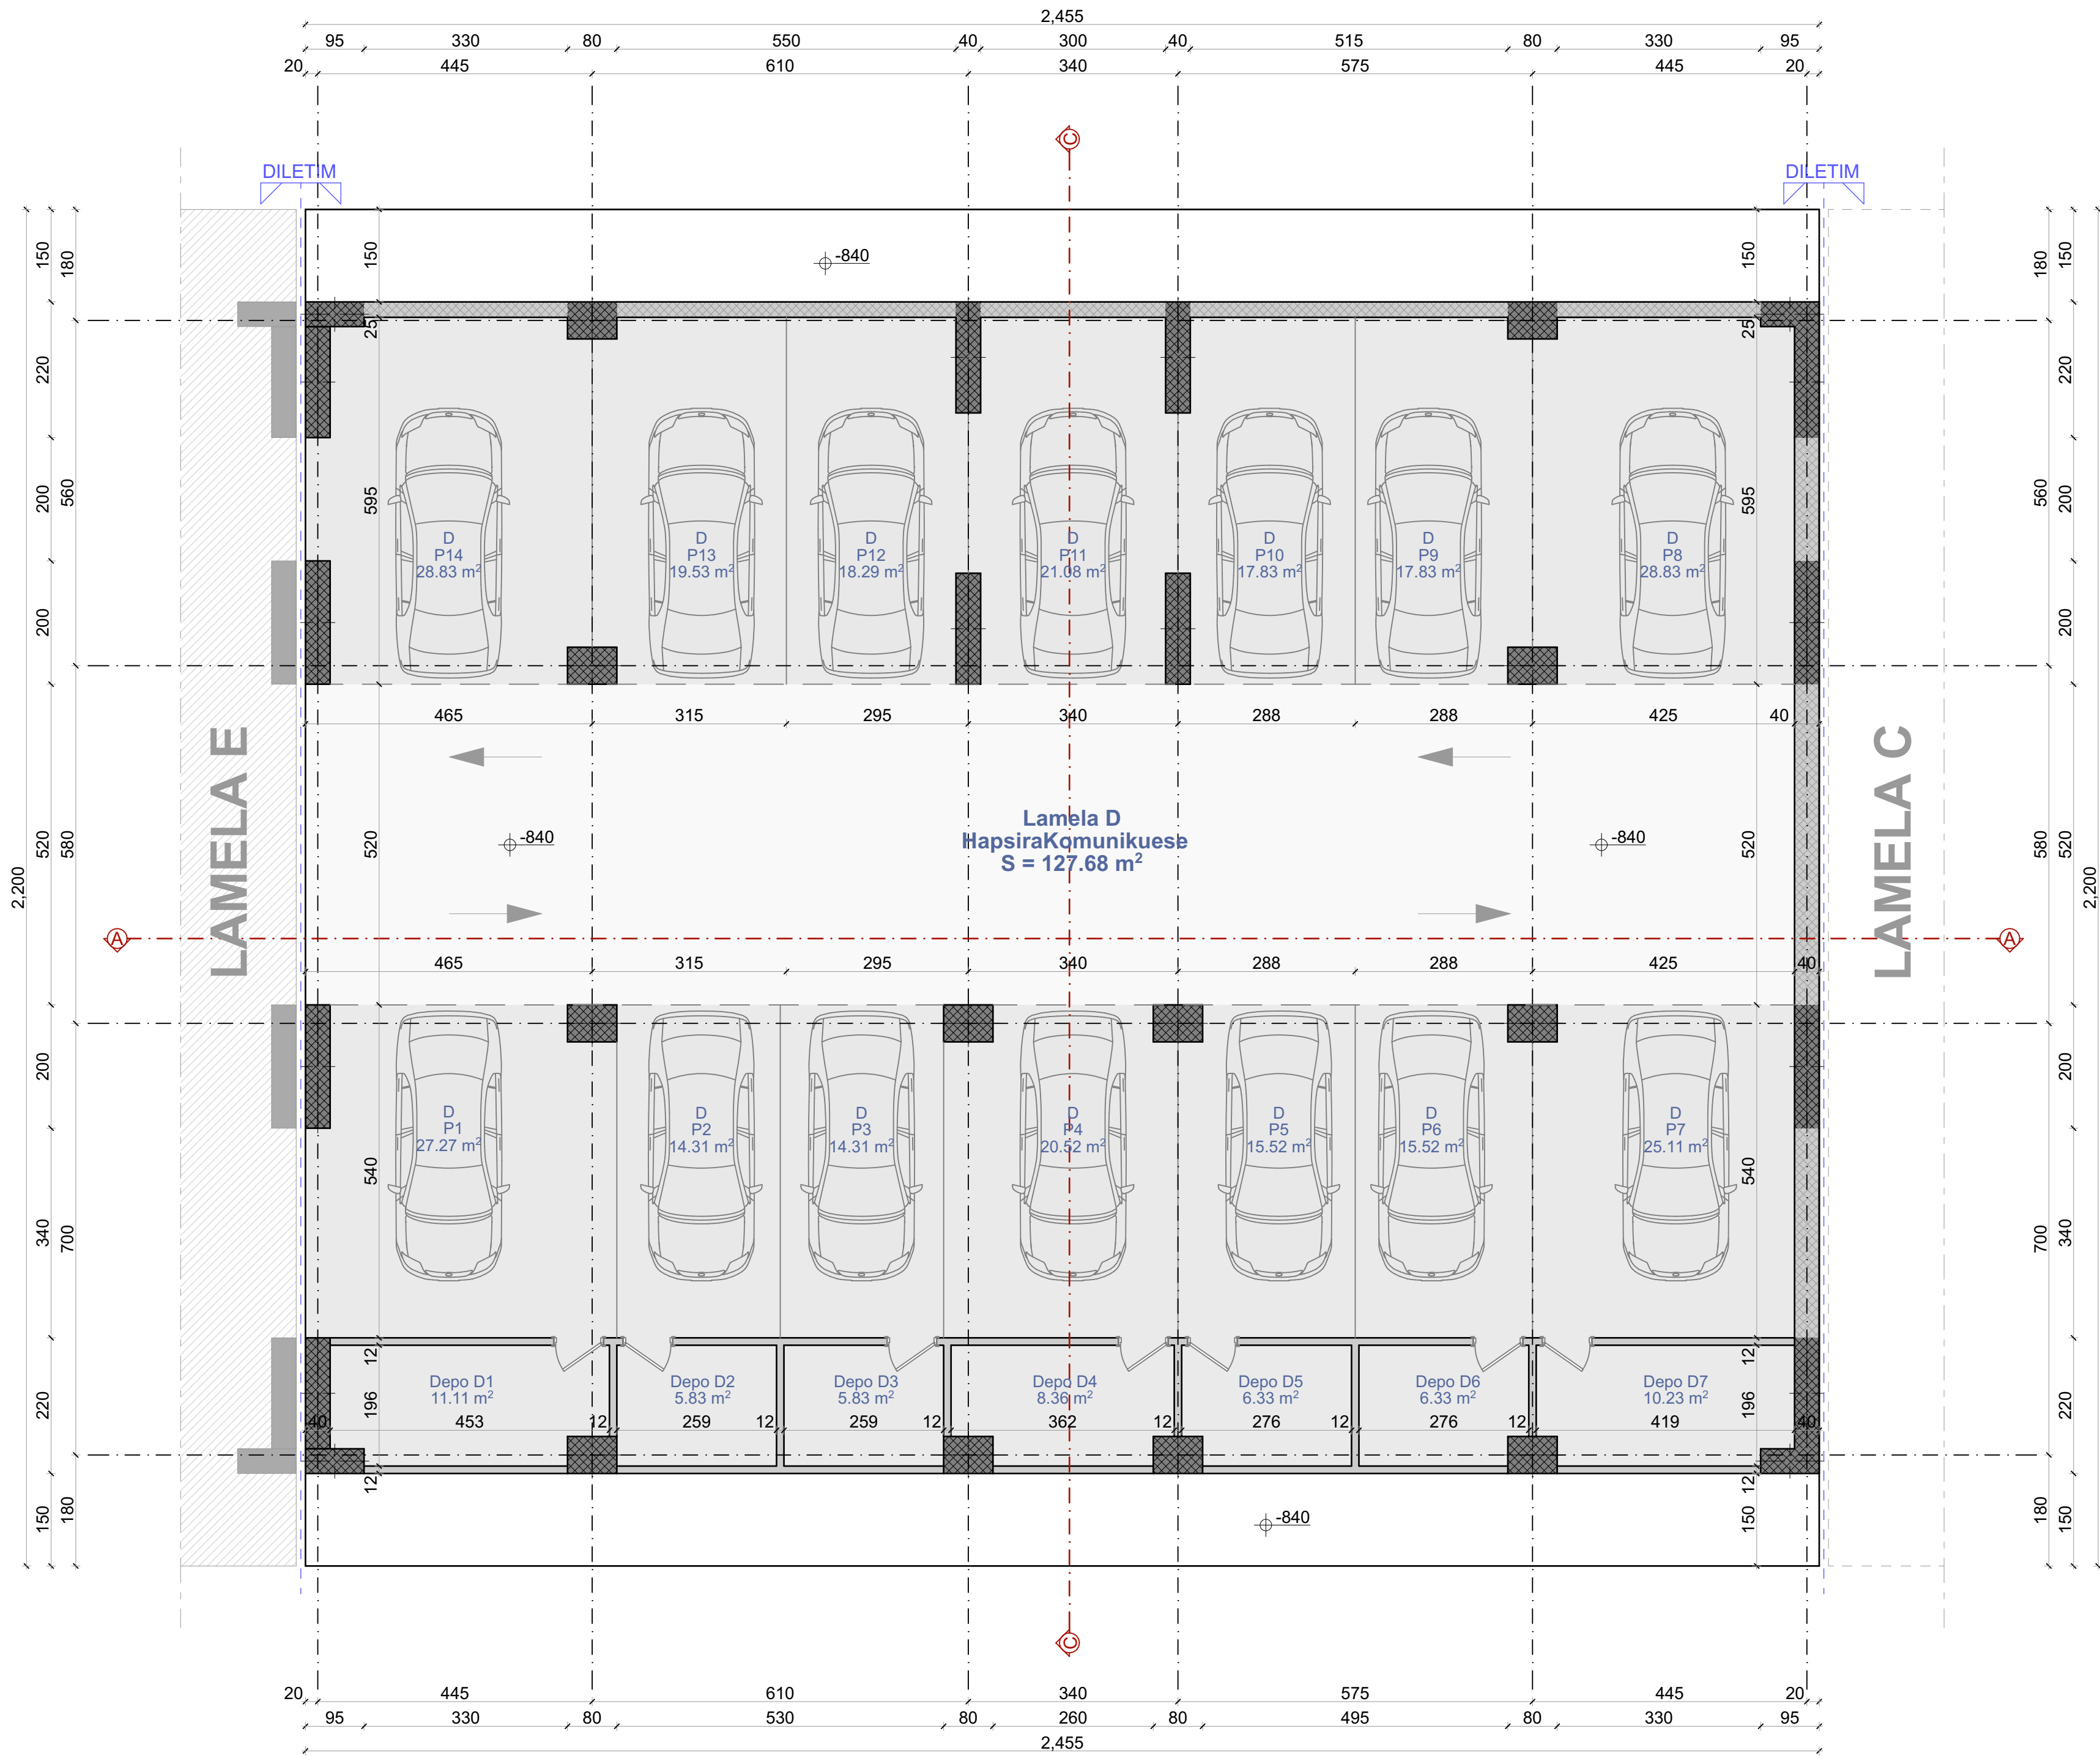 2,455
95 330 80 550 40 300 40 515 80 330 95
20 445 610 340 575 445 20
C
DILETIM DILETIM
150 180 150 -840 150 180 150
25 25
220 220
200 560 595 595 560 200
D D D D D D D
P14 P13 P12 P11 P10 P9 P8
28.83 m² 19.53 m² 18.29 m² 21.08 m² 17.83 m² 17.83 m² 28.83 m²
200 200
465 315 295 340 288 288 425 40
LAMELA E
LAMELA C
Lamela D
HapsiraKomunikuese
S = 127.68 m²
-840 -840
520 580 520 520 580 520
2,200 2,200
A A
465 315 295 340 288 288 425 40
200 200
D D D D D D D
P1 P2 P3 P4 P5 P6 P7
27.27 m² 14.31 m² 14.31 m² 20.52 m² 15.52 m² 15.52 m² 25.11 m²
540 540
340 700 700 340
12 12
Depo D1 Depo D2 Depo D3 Depo D4 Depo D5 Depo D6 Depo D7
11.11 m² 5.83 m² 5.83 m² 8.36 m² 6.33 m² 6.33 m² 10.23 m²
220 196 196 220
40 453 12 259 12 259 12 362 12 276 12 276 12 419 40
12 12
150 180 -840 150 180 150
C
20 445 610 340 575 445 20
95 330 80 530 80 260 80 495 80 330 95
2,455